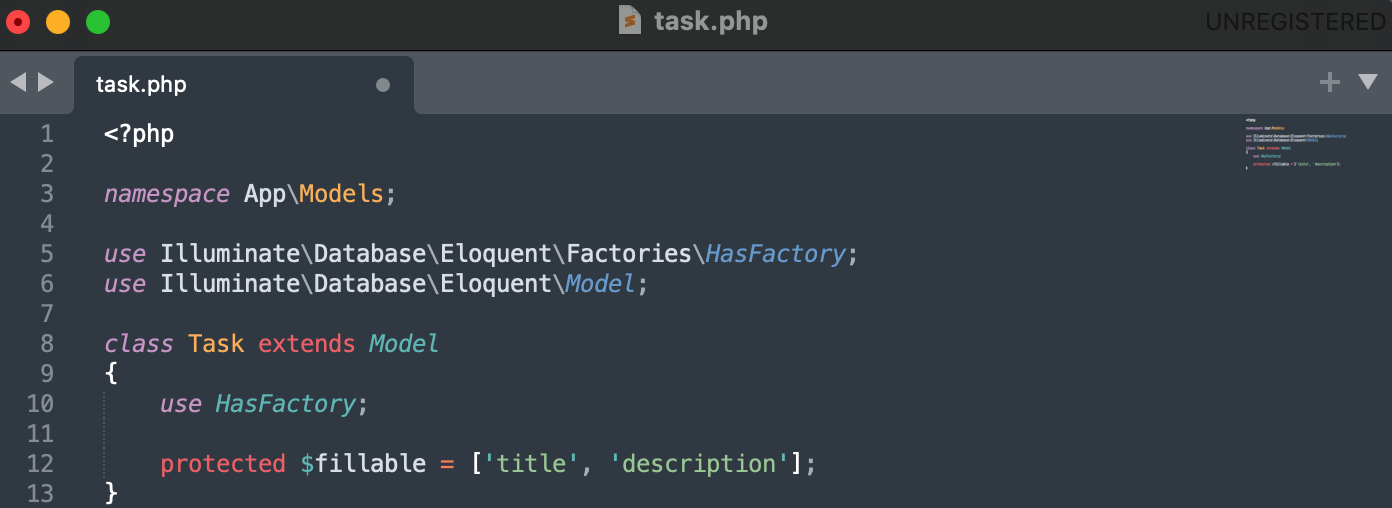 task.php
UNREGISTERED
task.php
1 <?php
2
3 namespace App\Models;
4
5 use Illuminate\Database\Eloquent\Factories\HasFactory;
6 use Illuminate\Database\Eloquent\Model;
7
8 class Task extends Model
9 {
10     use HasFactory;
11
12     protected $fillable = ['title', 'description'];
13 }